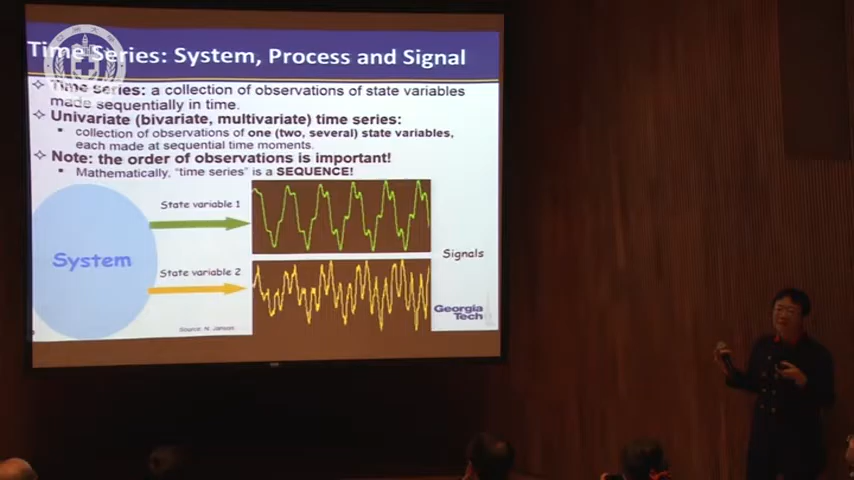 Time Series: System, Process and Signal
Time series: a collection of observations of state variables
made sequentially in time.
Univariate (bivariate, multivariate) time series:
collection of observations of one (two, several) state variables,
each made at sequential time moments.
Note: the order of observations is important!
Mathematically, "time series" is a SEQUENCE!
State variable 1
System
State variable 2
Signals
Georgia
Tech
Source: N. Janson